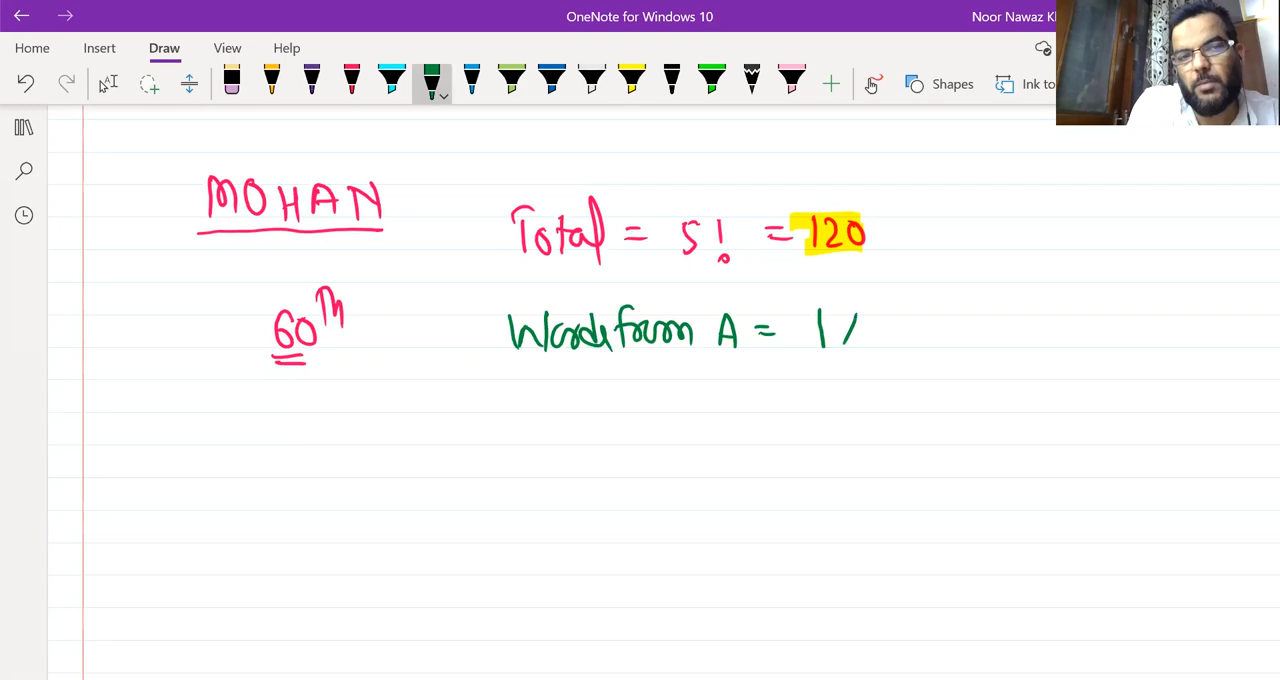 OneNote for Windows 10
Noor Nawaz Kh
Home Insert Draw View Help
Shapes
Ink to
MOHAN
Total = 5! = 120
60th
Words from A = 1